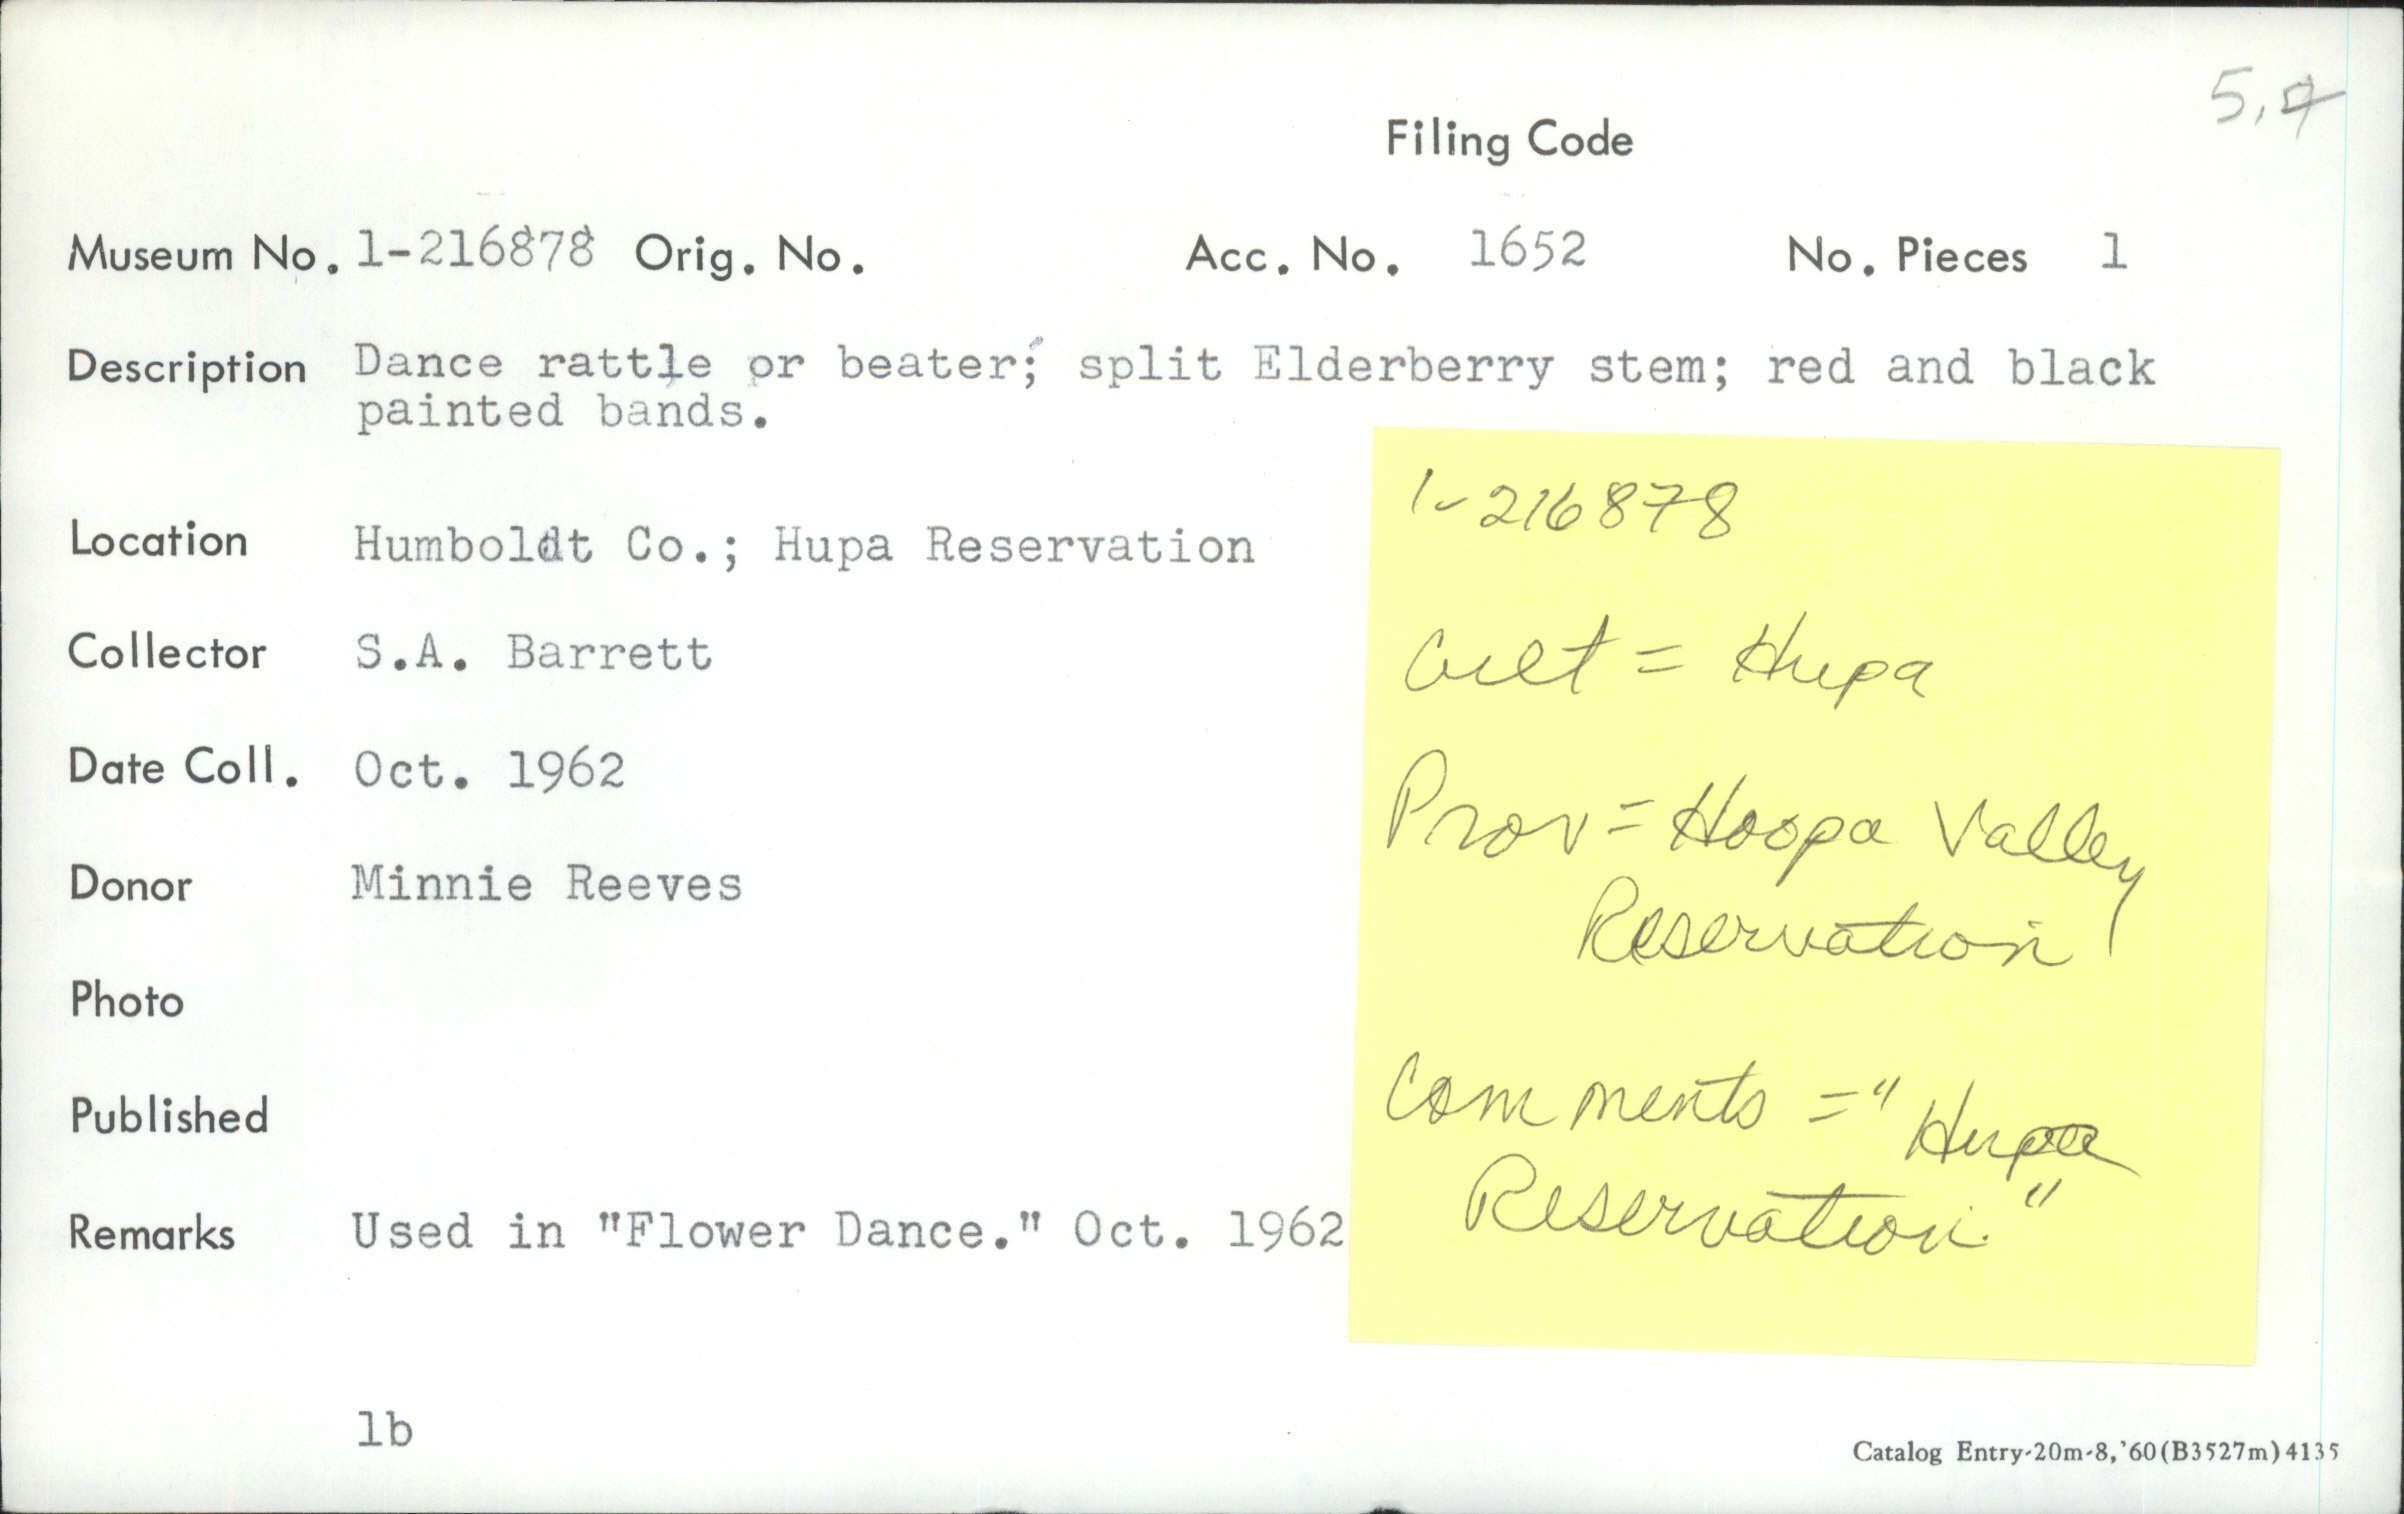 5,7
Filing Code
Museum No. 1-216878 Orig. No. Acc. No. 1652 No. Pieces 1
Description Dance rattle or beater; split Elderberry stem; red and black
painted bands.
Location Humboldt Co.; Hupa Reservation
Collector S.A. Barrett
Date Coll. Oct. 1962
Donor Minnie Reeves
Photo
Published
Remarks Used in "Flower Dance." Oct. 1962
lb
1-216878
Cult = Hupa
Prov = Hoopa Valley
Reservation
Comments = "Hupa
Reservation."
Catalog Entry-20m-8,'60(B3527m)4135